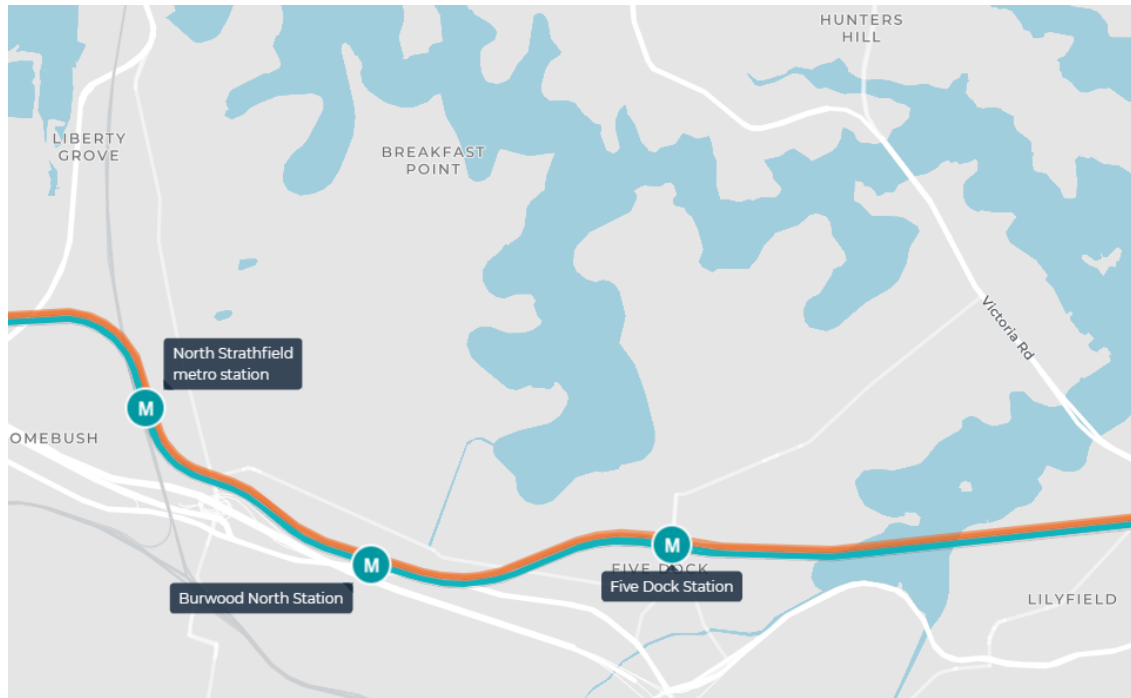 HUNTERS
HILL
LIBERTY
GROVE
BREAKFAST
POINT
Victoria Rd
North Strathfield
metro station
M
OMEBUSH
M
FIVE DOCK
M
Five Dock Station
Burwood North Station
LILYFIELD